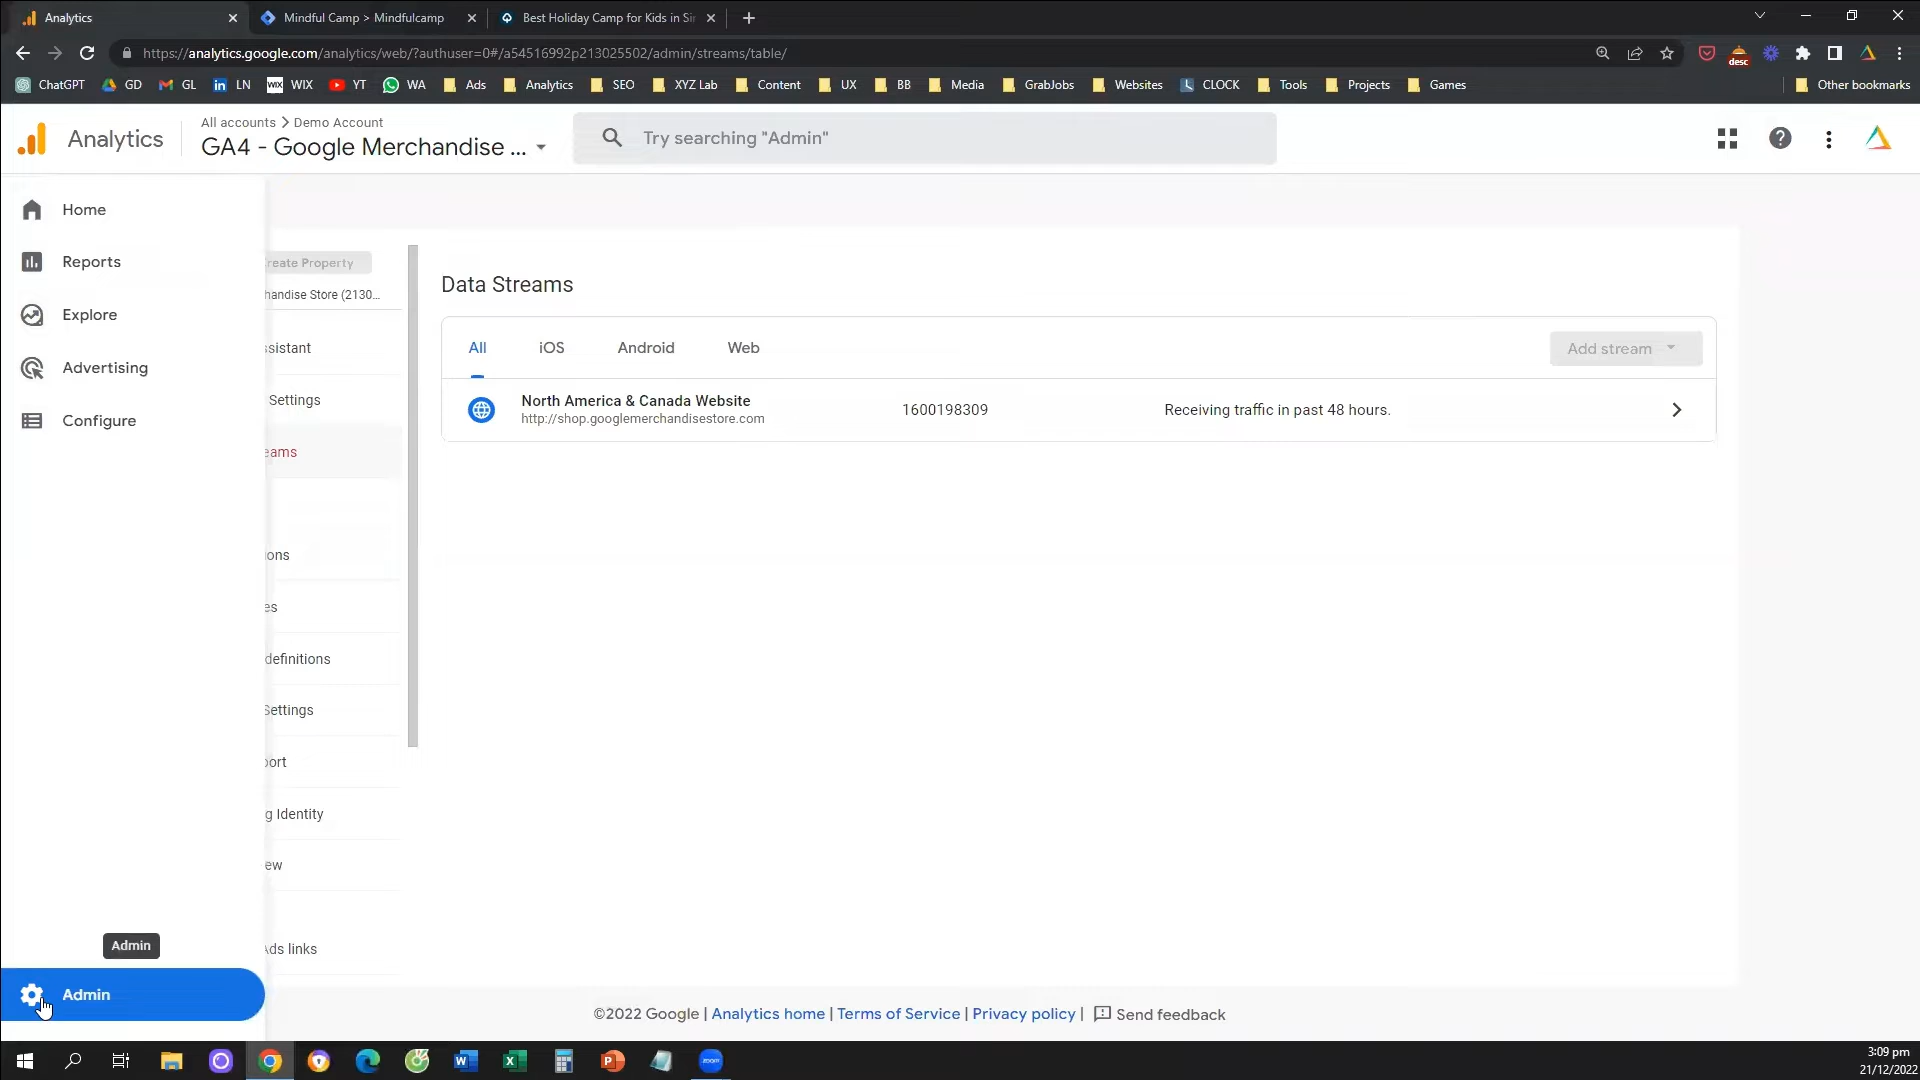 Analytics
Mindful Camp > Mindfulcamp
Best Holiday Camp for Kids in Sin
https://analytics.google.com/analytics/web/?authuser=0#/a54516992p213025502/admin/streams/table/
desc
ChatGPT GD GL LN WIX YT WA Ads Analytics SEO XYZ Lab Content UX BB Media GrabJobs Websites CLOCK Tools Projects Games Other bookmarks
Analytics
All accounts > Demo Account
GA4 - Google Merchandise ...
Try searching "Admin"
Home
Reports
Explore
Advertising
Configure
Admin
Admin
reate Property
handise Store (2130...
sistant
Settings
eams
ions
es
definitions
Settings
port
g Identity
ew
Ads links
Data Streams
All iOS Android Web
Add stream
North America & Canada Website
http://shop.googlemerchandisestore.com
1600198309
Receiving traffic in past 48 hours.
©2022 Google | Analytics home | Terms of Service | Privacy policy | Send feedback
3:09 pm
21/12/2022